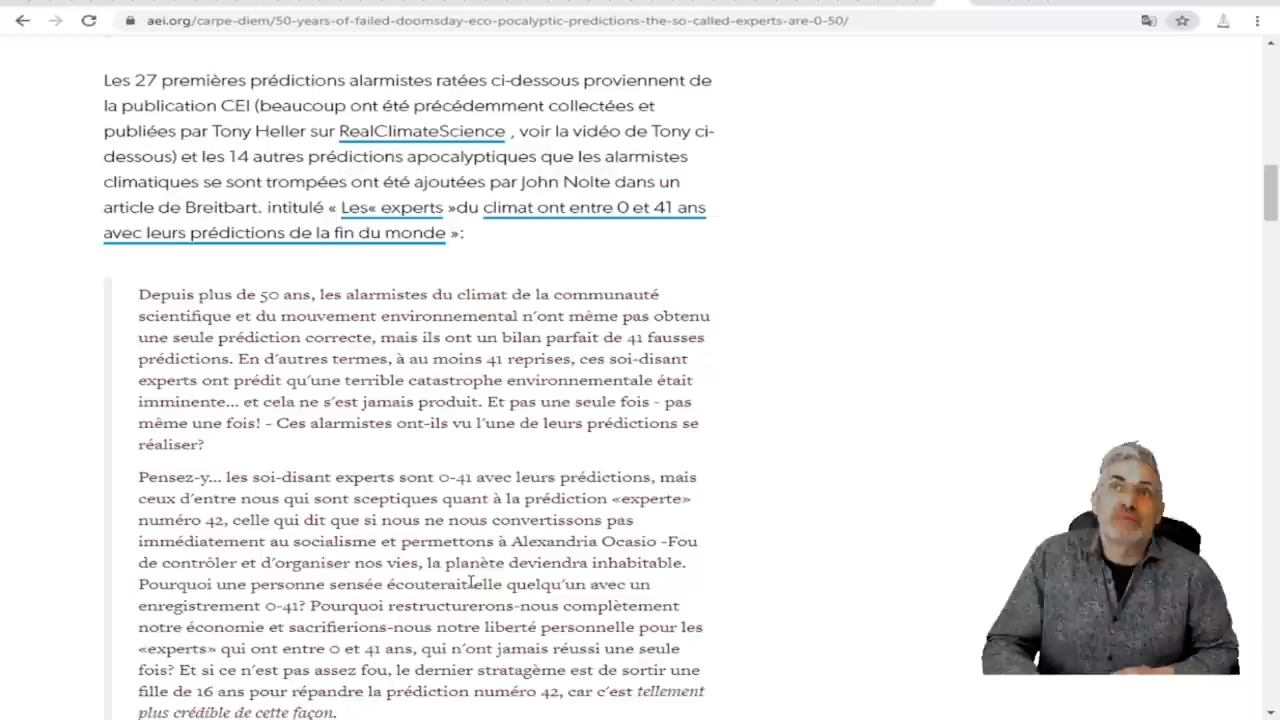 aei.org/carpe-diem/50-years-of-failed-doomsday-eco-pocalyptic-predictions-the-so-called-experts-are-0-50/
Les 27 premières prédictions alarmistes ratées ci-dessous proviennent de
la publication CEI (beaucoup ont été précédemment collectées et
publiées par Tony Heller sur RealClimateScience , voir la vidéo de Tony ci-
dessous) et les 14 autres prédictions apocalyptiques que les alarmistes
climatiques se sont trompées ont été ajoutées par John Nolte dans un
article de Breitbart. intitulé « Les« experts »du climat ont entre 0 et 41 ans
avec leurs prédictions de la fin du monde »:
Depuis plus de 50 ans, les alarmistes du climat de la communauté
scientifique et du mouvement environnemental n'ont même pas obtenu
une seule prédiction correcte, mais ils ont un bilan parfait de 41 fausses
prédictions. En d'autres termes, à au moins 41 reprises, ces soi-disant
experts ont prédit qu'une terrible catastrophe environnementale était
imminente... et cela ne s'est jamais produit. Et pas une seule fois - pas
même une fois! - Ces alarmistes ont-ils vu l'une de leurs prédictions se
réaliser?
Pensez-y... les soi-disant experts sont 0-41 avec leurs prédictions, mais
ceux d'entre nous qui sont sceptiques quant à la prédiction «experte»
numéro 42, celle qui dit que si nous ne nous convertissons pas
immédiatement au socialisme et permettons à Alexandria Ocasio -Fou
de contrôler et d'organiser nos vies, la planète deviendra inhabitable.
Pourquoi une personne sensée écouterait-elle quelqu'un avec un
enregistrement 0-41? Pourquoi restructurerons-nous complètement
notre économie et sacrifierions-nous notre liberté personnelle pour les
«experts» qui ont entre 0 et 41 ans, qui n'ont jamais réussi une seule
fois? Et si ce n'est pas assez fou, le dernier stratagème est de sortir une
fille de 16 ans pour répandre la prédiction numéro 42, car c'est tellement
plus crédible de cette façon.